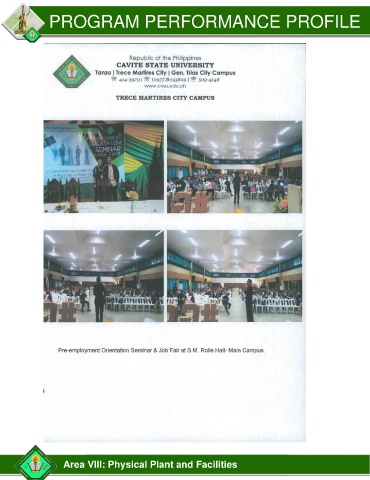 PROGRAM PERFORMANCE PROFILE
Republic of the Philippines
CAVITE STATE UNIVERSITY
Tanza | Trece Martires City | Gen. Trias City Campus
www.cvsu.edu.ph
TRECE MARTIRES CITY CAMPUS
ORIENTATION
SEMINAR
Pre-employment Orientation Seminar & Job Fair at S.M. Rolle Hall- Main Campus.
Area VIII: Physical Plant and Facilities